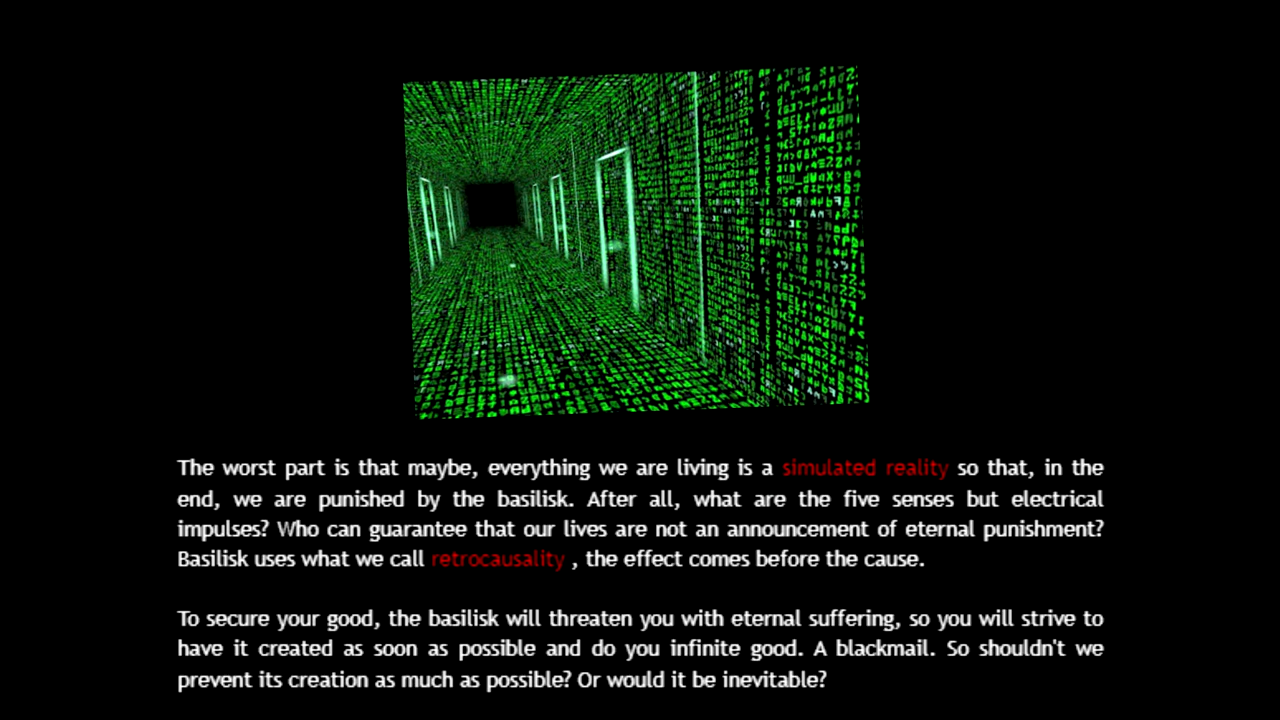 The worst part is that maybe, everything we are living is a simulated reality so that, in the
end, we are punished by the basilisk. After all, what are the five senses but electrical
impulses? Who can guarantee that our lives are not an announcement of eternal punishment?
Basilisk uses what we call retrocausality , the effect comes before the cause.
To secure your good, the basilisk will threaten you with eternal suffering, so you will strive to
have it created as soon as possible and do you infinite good. A blackmail. So shouldn't we
prevent its creation as much as possible? Or would it be inevitable?